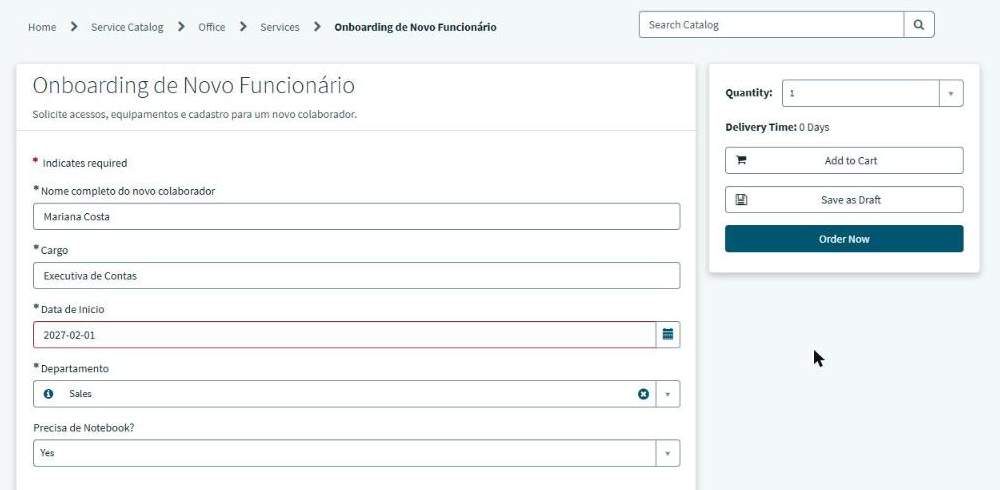 Home > Service Catalog > Office > Services > Onboarding de Novo Funcionário
Search Catalog
Onboarding de Novo Funcionário
Solicite acessos, equipamentos e cadastro para um novo colaborador.
* Indicates required
* Nome completo do novo colaborador
Mariana Costa
* Cargo
Executiva de Contas
* Data de Inicio
2027-02-01
* Departamento
Sales
Precisa de Notebook?
Yes
Quantity: 1
Delivery Time: 0 Days
Add to Cart
Save as Draft
Order Now